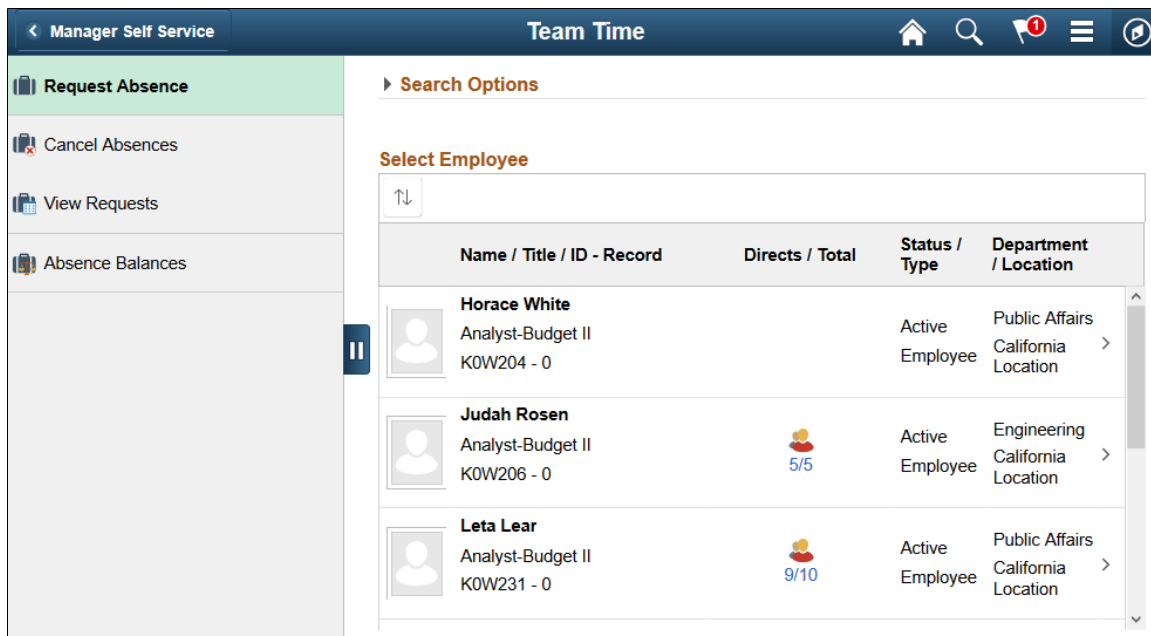 Manager Self Service
Team Time
1
Request Absence
Cancel Absences
View Requests
Absence Balances
Search Options
Select Employee
Name / Title / ID - Record
Directs / Total
Status /
Type
Department
/ Location
Horace White
Analyst-Budget II
K0W204 - 0
Active
Employee
Public Affairs
California
Location
Judah Rosen
Analyst-Budget II
K0W206 - 0
5/5
Active
Employee
Engineering
California
Location
Leta Lear
Analyst-Budget II
K0W231 - 0
9/10
Active
Employee
Public Affairs
California
Location